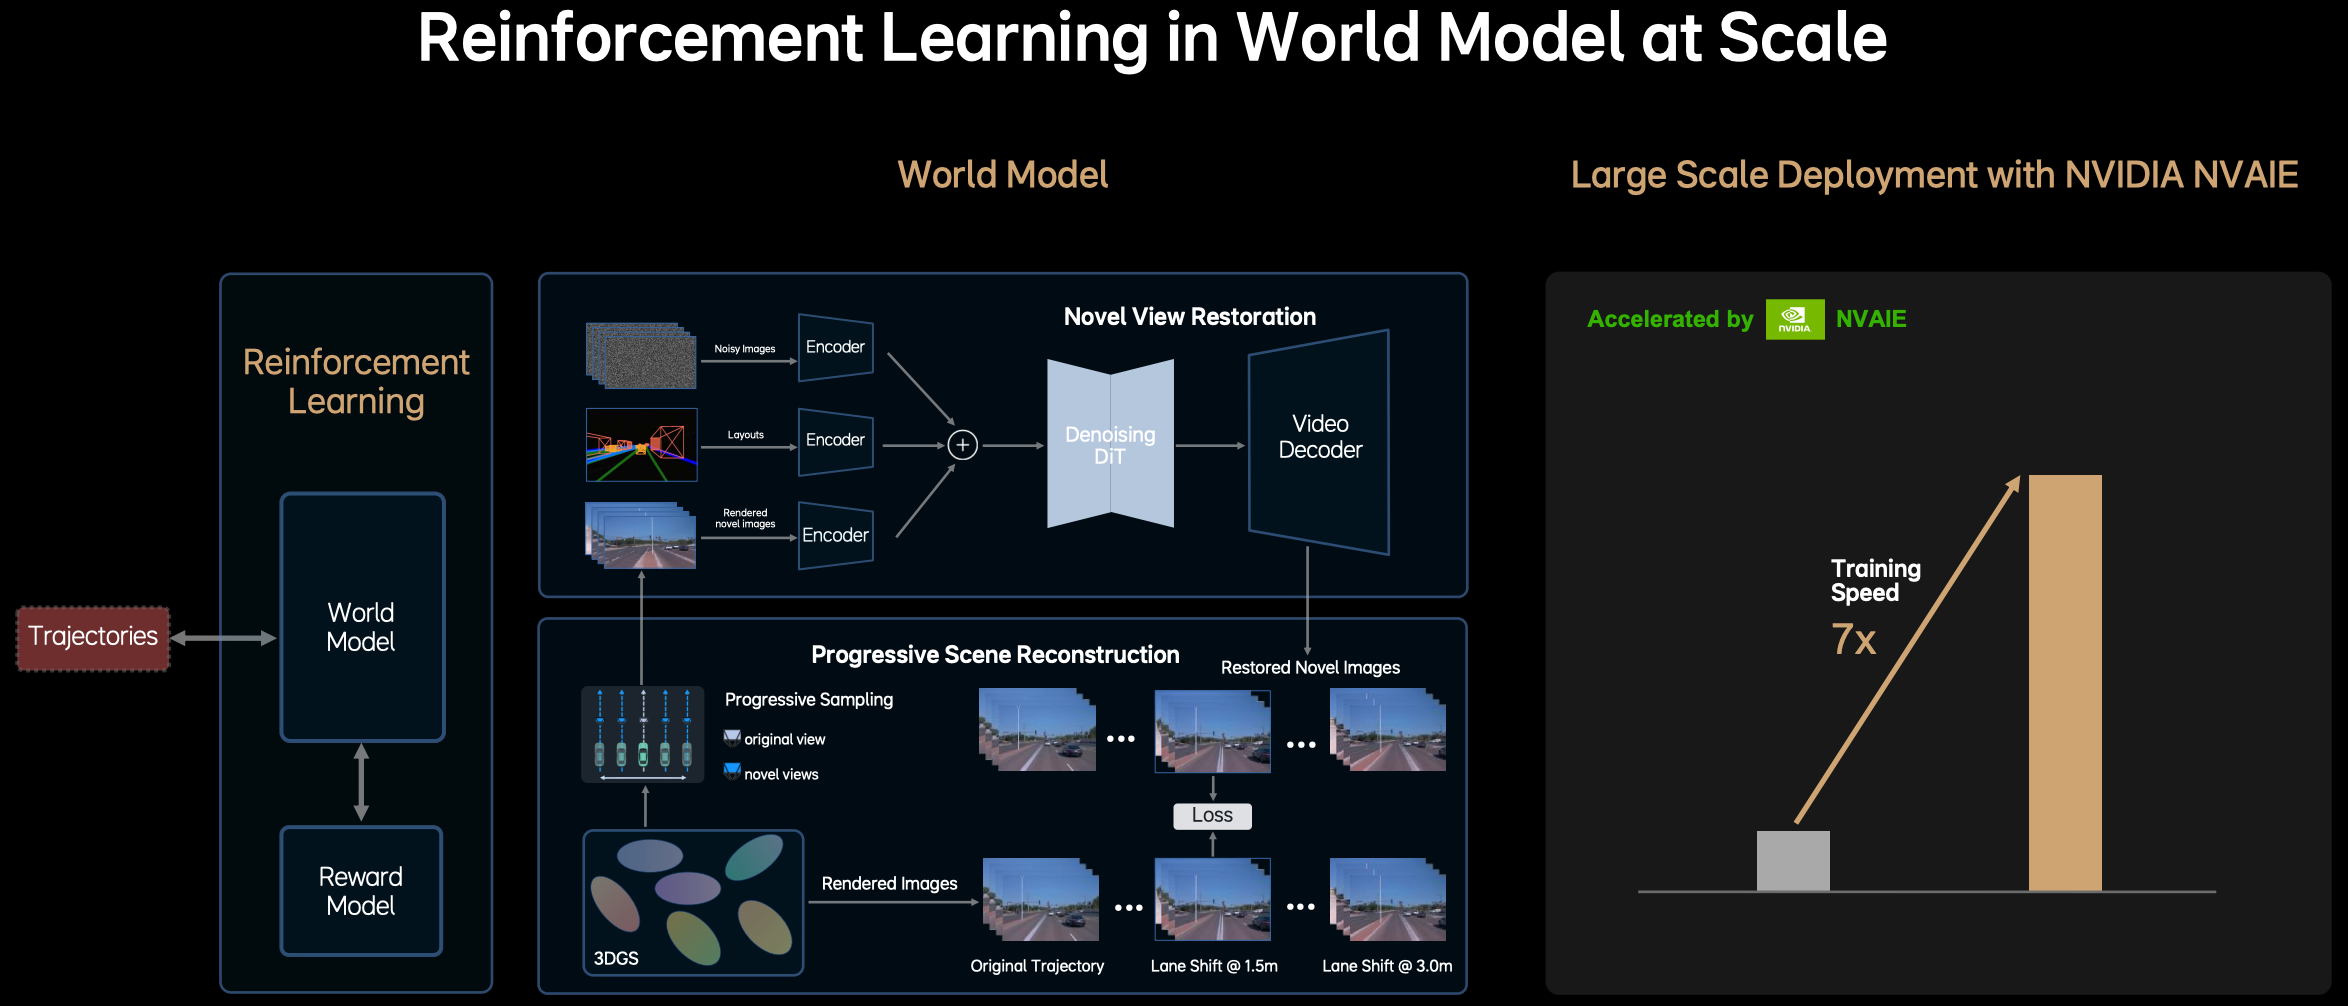 Reinforcement Learning in World Model at Scale
World Model
Large Scale Deployment with NVIDIA NVAIE
Reinforcement
Learning
World
Model
Reward
Model
Trajectories
Novel View Restoration
Noisy Images
Encoder
Layouts
Encoder
Rendered
novel images
Encoder
Denoising
DiT
Video
Decoder
Progressive Scene Reconstruction
Restored Novel Images
Progressive Sampling
original view
novel views
Loss
3DGS
Rendered Images
Original Trajectory
Lane Shift @ 1.5m
Lane Shift @ 3.0m
Accelerated by NVIDIA NVAIE
Training
Speed
7x